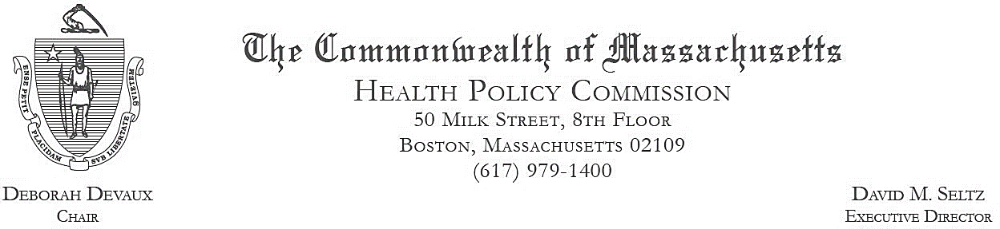 The Commonwealth of Massachusetts
Health Policy Commission
50 Milk Street, 8th Floor
Boston, Massachusetts 02109
(617) 979-1400
ENSE PETIT PLACIDAM SVB LIBERTATE QVIETEM
Deborah Devaux
Chair
David M. Seltz
Executive Director